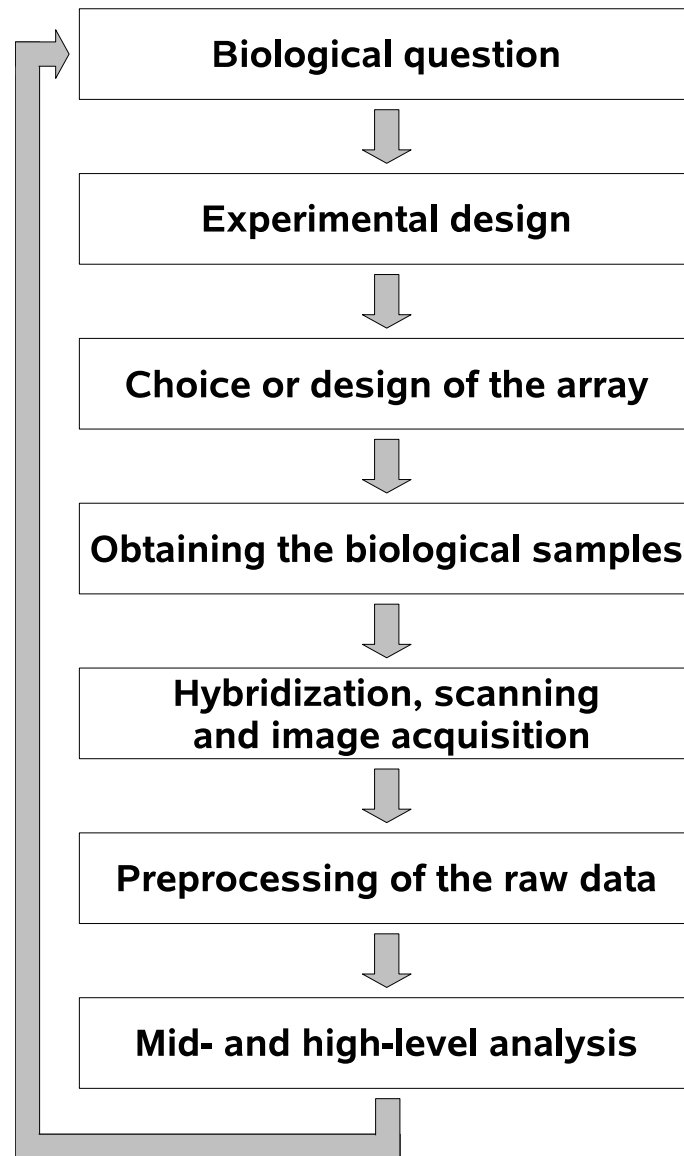 Biological question
Experimental design
Choice or design of the array
Obtaining the biological samples
Hybridization, scanning
and image acquisition
Preprocessing of the raw data
Mid- and high-level analysis